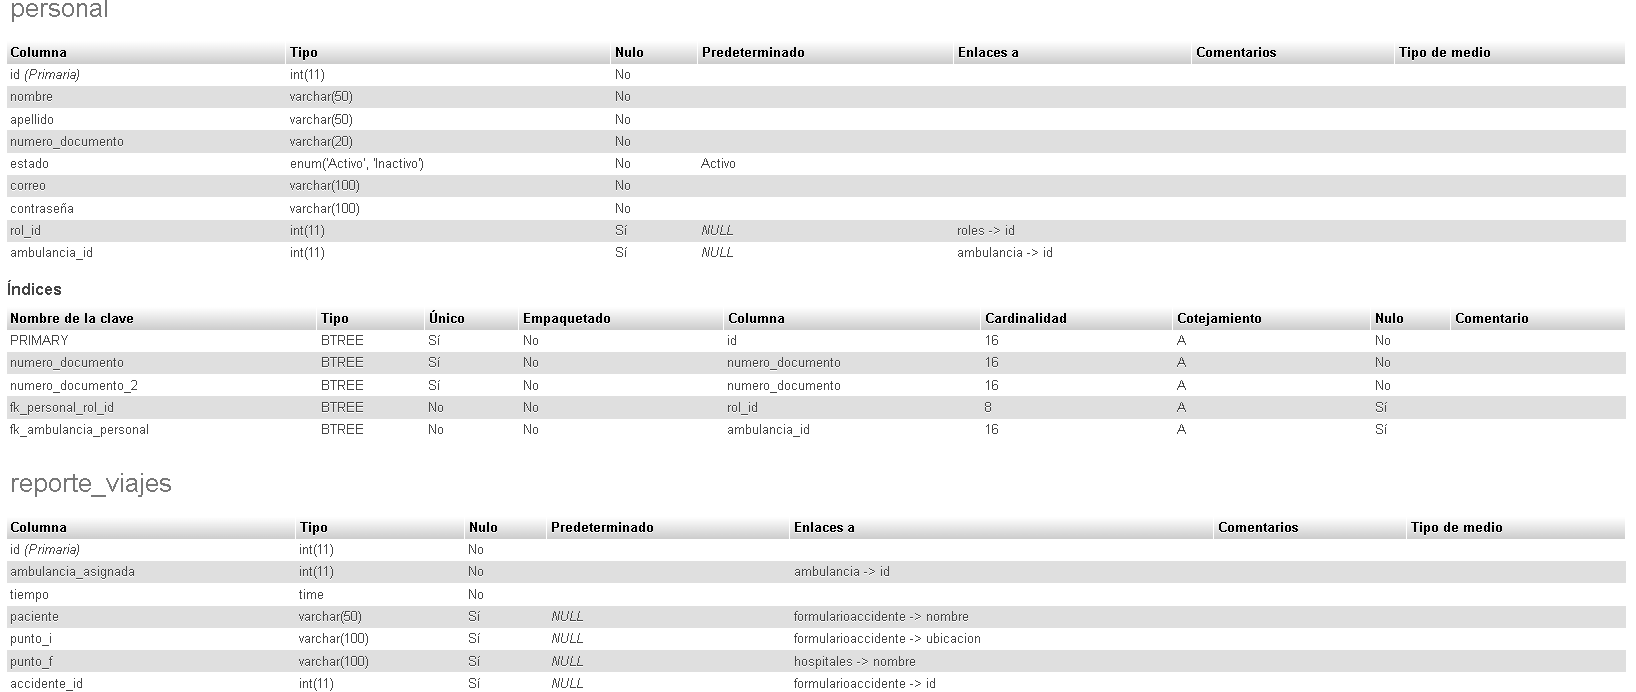 personal
Columna Tipo Nulo Predeterminado Enlaces a Comentarios Tipo de medio
id (Primaria) int(11) No
nombre varchar(50) No
apellido varchar(50) No
numero_documento varchar(20) No
estado enum('Activo', 'Inactivo') No Activo
correo varchar(100) No
contraseña varchar(100) No
rol_id int(11) Sí NULL roles -> id
ambulancia_id int(11) Sí NULL ambulancia -> id
Índices
Nombre de la clave Tipo Único Empaquetado Columna Cardinalidad Cotejamiento Nulo Comentario
PRIMARY BTREE Sí No id 16 A No
numero_documento BTREE Sí No numero_documento 16 A No
numero_documento_2 BTREE Sí No numero_documento 16 A No
fk_personal_rol_id BTREE No No rol_id 8 A Sí
fk_ambulancia_personal BTREE No No ambulancia_id 16 A Sí
reporte_viajes
Columna Tipo Nulo Predeterminado Enlaces a Comentarios Tipo de medio
id (Primaria) int(11) No
ambulancia_asignada int(11) No ambulancia -> id
tiempo time No
paciente varchar(50) Sí NULL formularioaccidente -> nombre
punto_i varchar(100) Sí NULL formularioaccidente -> ubicacion
punto_f varchar(100) Sí NULL hospitales -> nombre
accidente_id int(11) Sí NULL formularioaccidente -> id